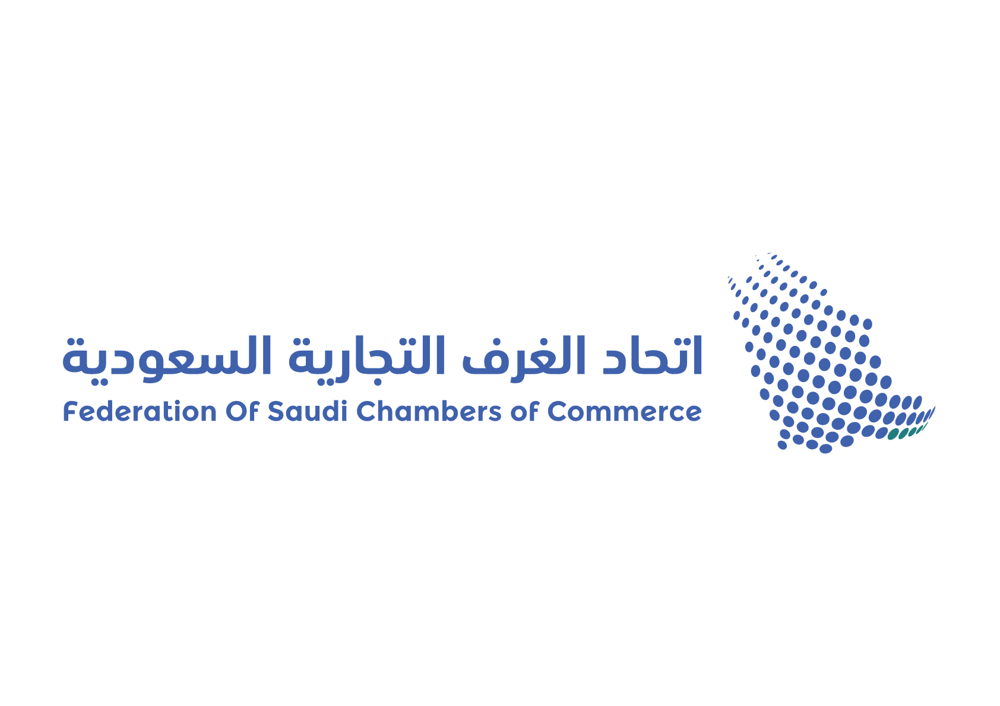 اتحاد الغرف التجارية السعودية
Federation Of Saudi Chambers of Commerce